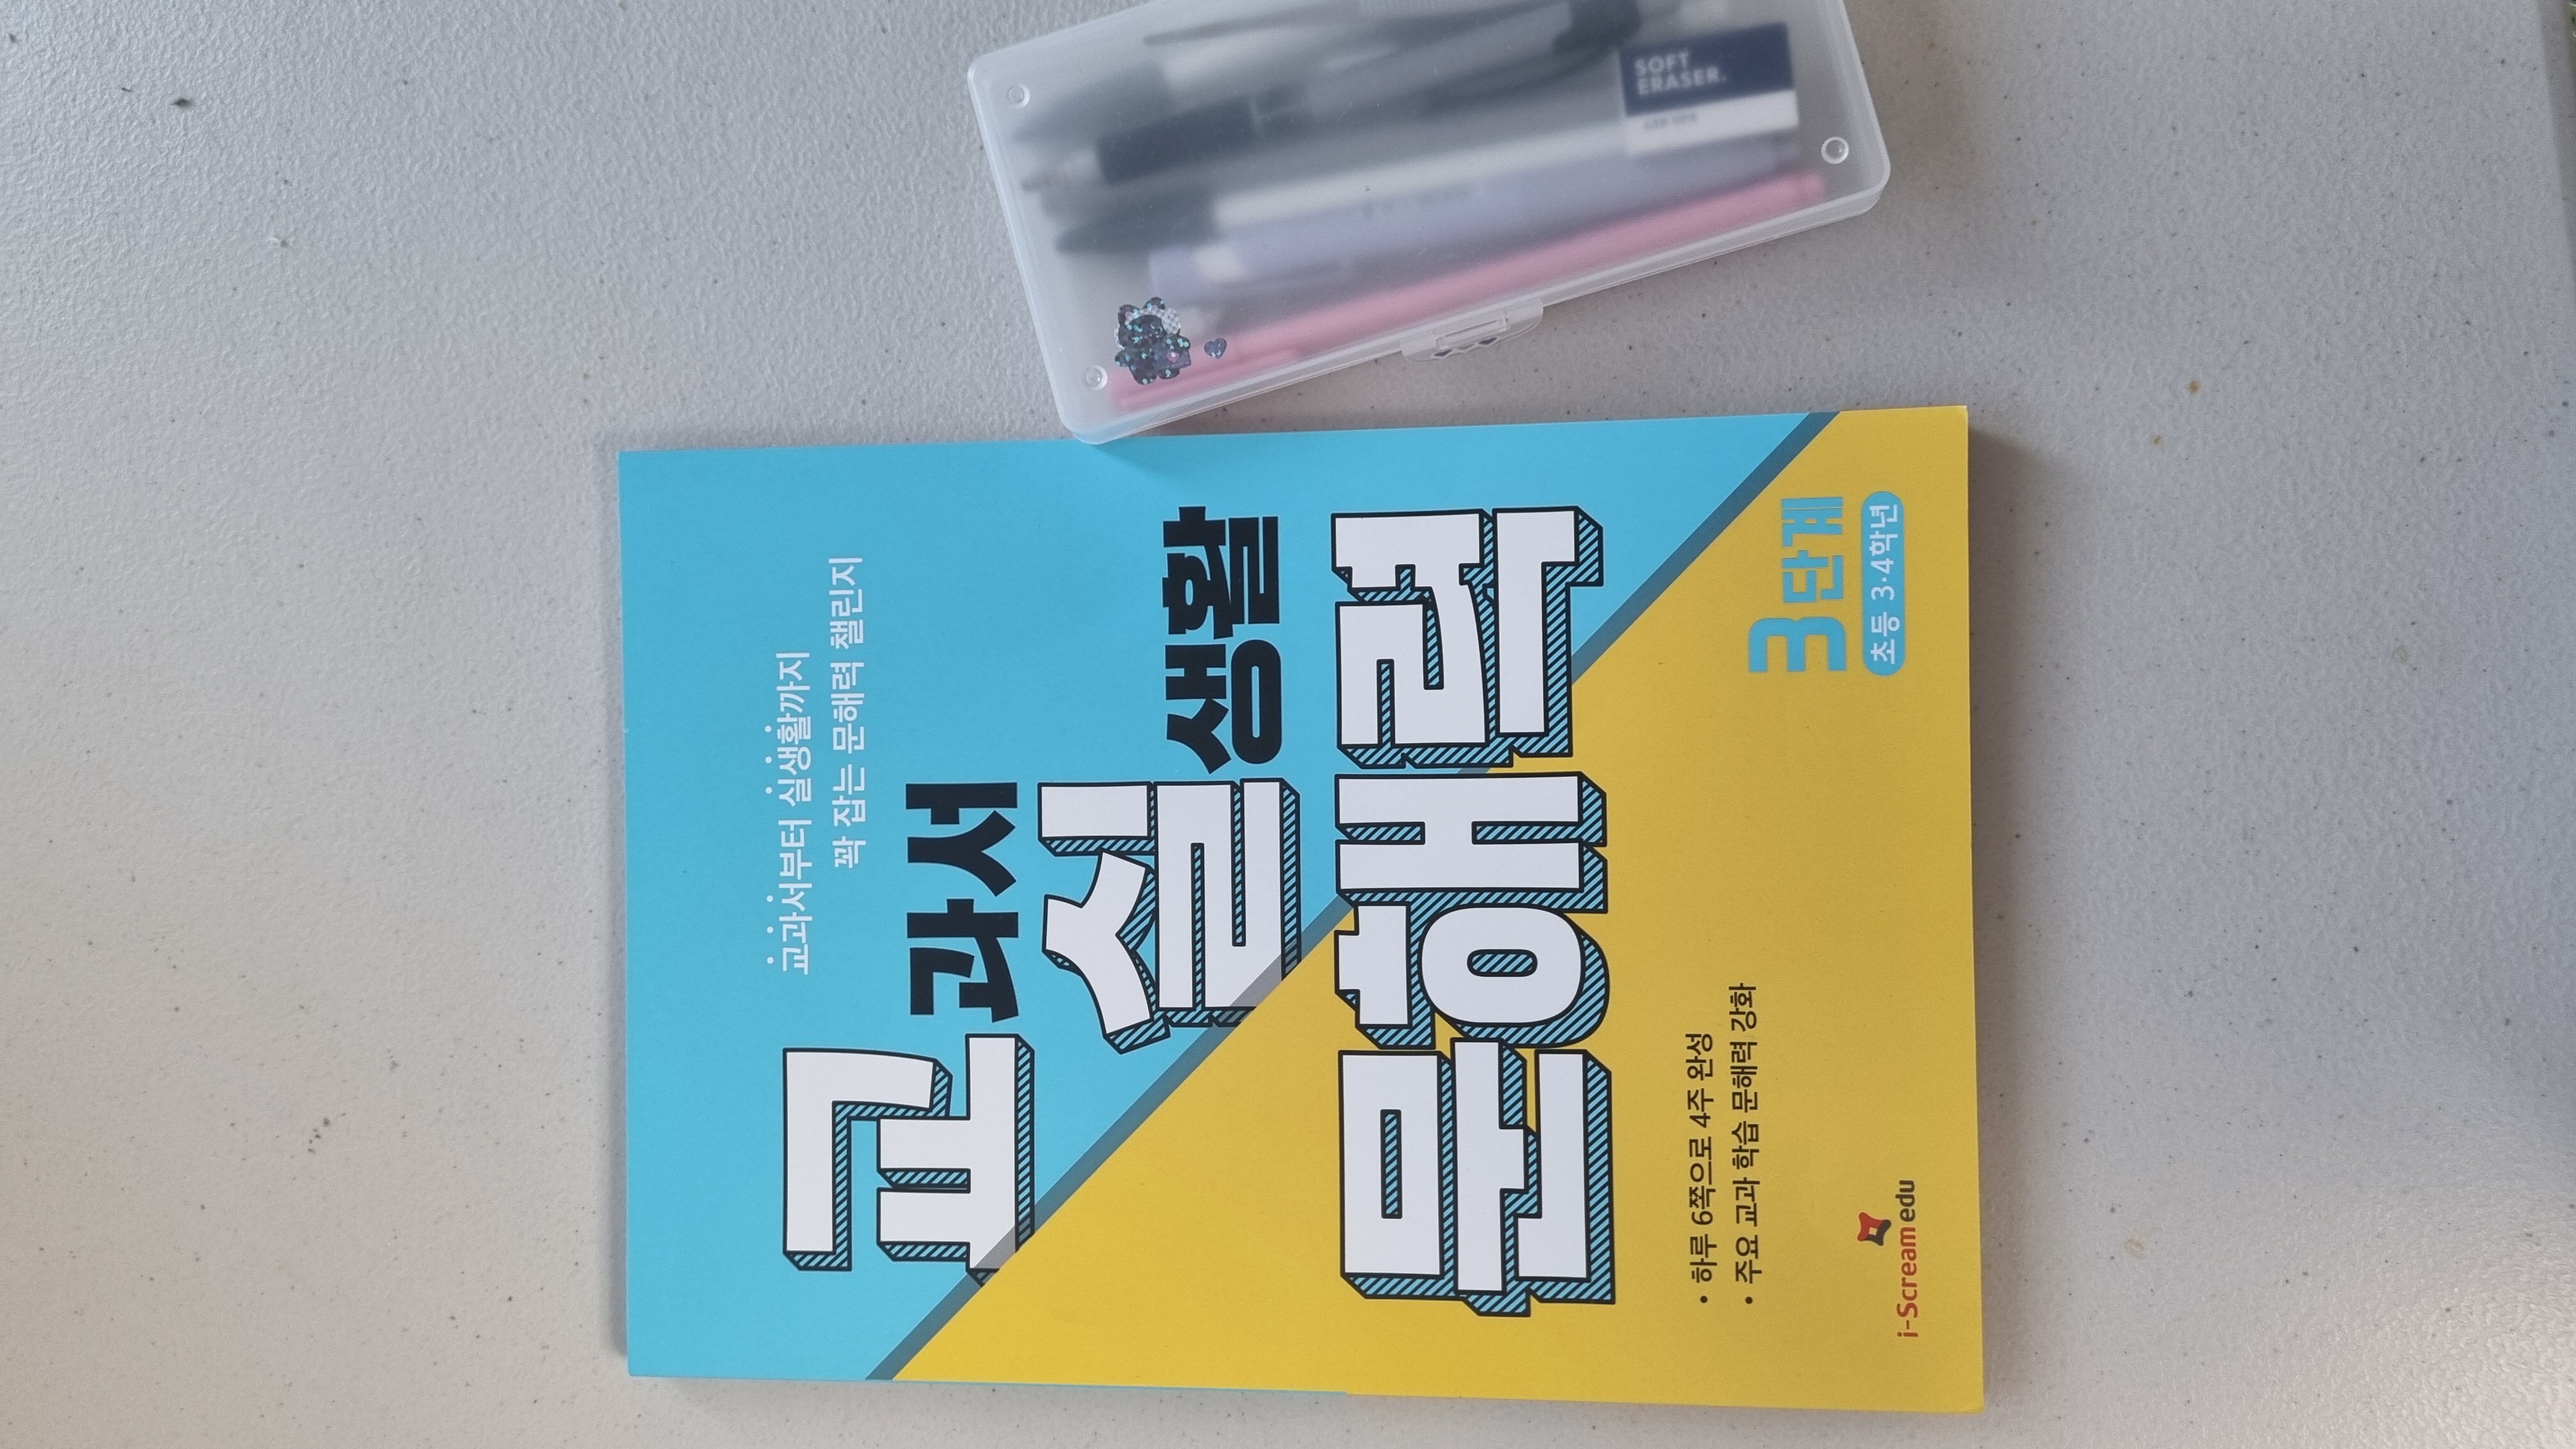 SOFT
ERASER.
교과서부터 실생활까지
꽉 잡는 문해력 챌린지
교과서
실생활
문해력
• 하루 6쪽으로 4주 완성
• 주요 교과 학습 문해력 강화
3단계
초등 3·4학년
i-Scream edu